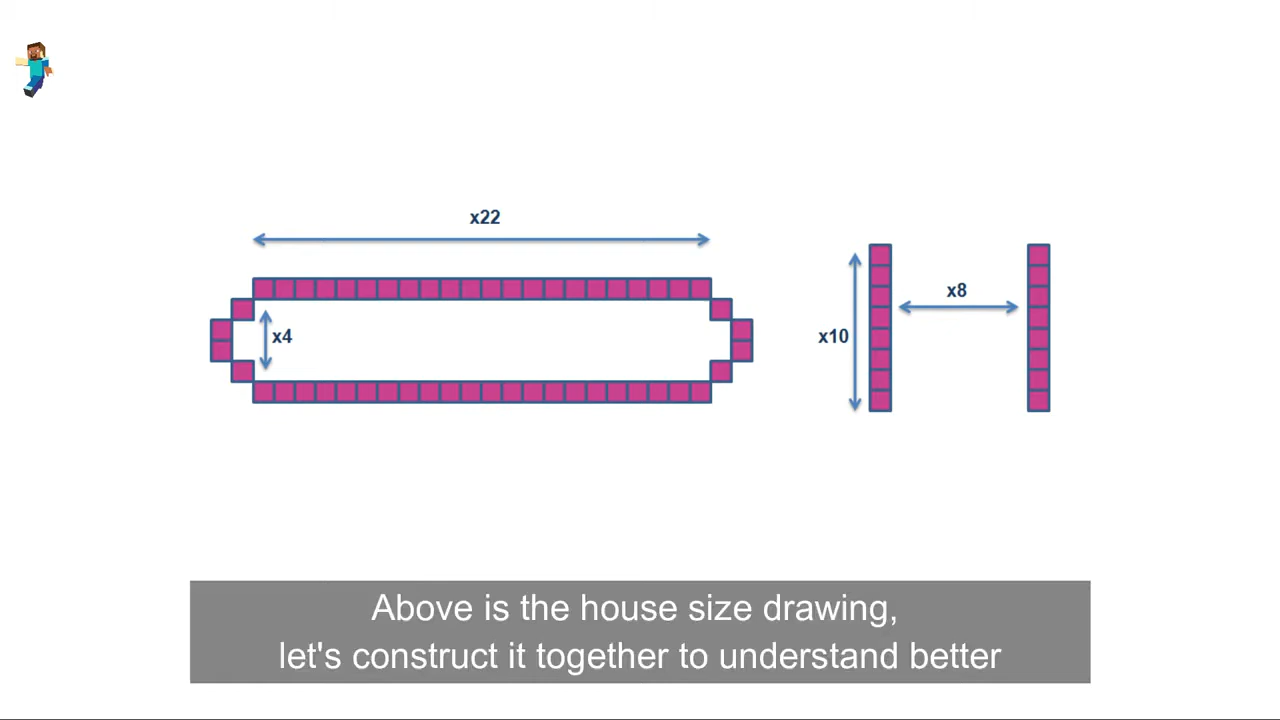 x22
x4
x10
x8
Above is the house size drawing,
let's construct it together to understand better